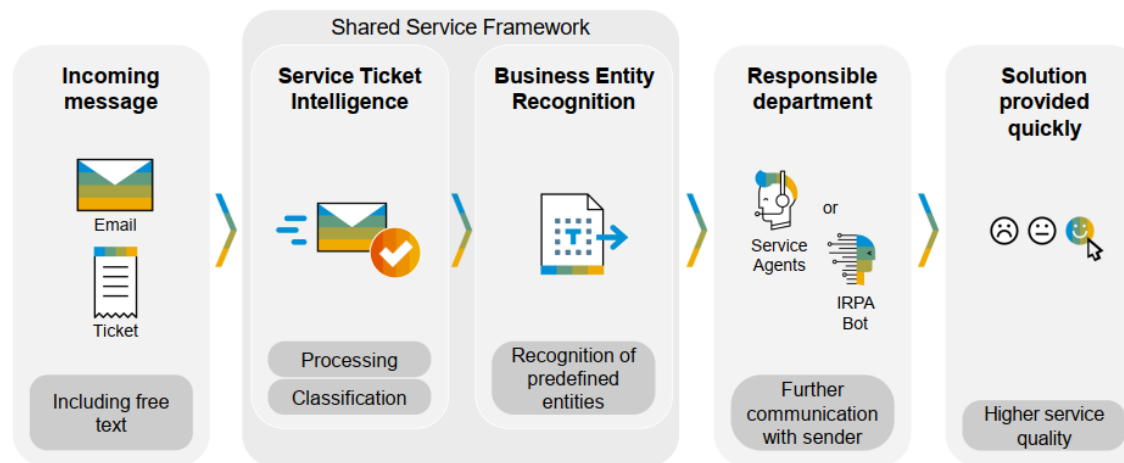 Shared Service Framework
Incoming
message
Email
Ticket
Including free
text
Service Ticket
Intelligence
Processing
Classification
Business Entity
Recognition
T
Recognition of
predefined
entities
Responsible
department
Service
Agents
or
IRPA
Bot
Further
communication
with sender
Solution
provided
quickly
Higher service
quality